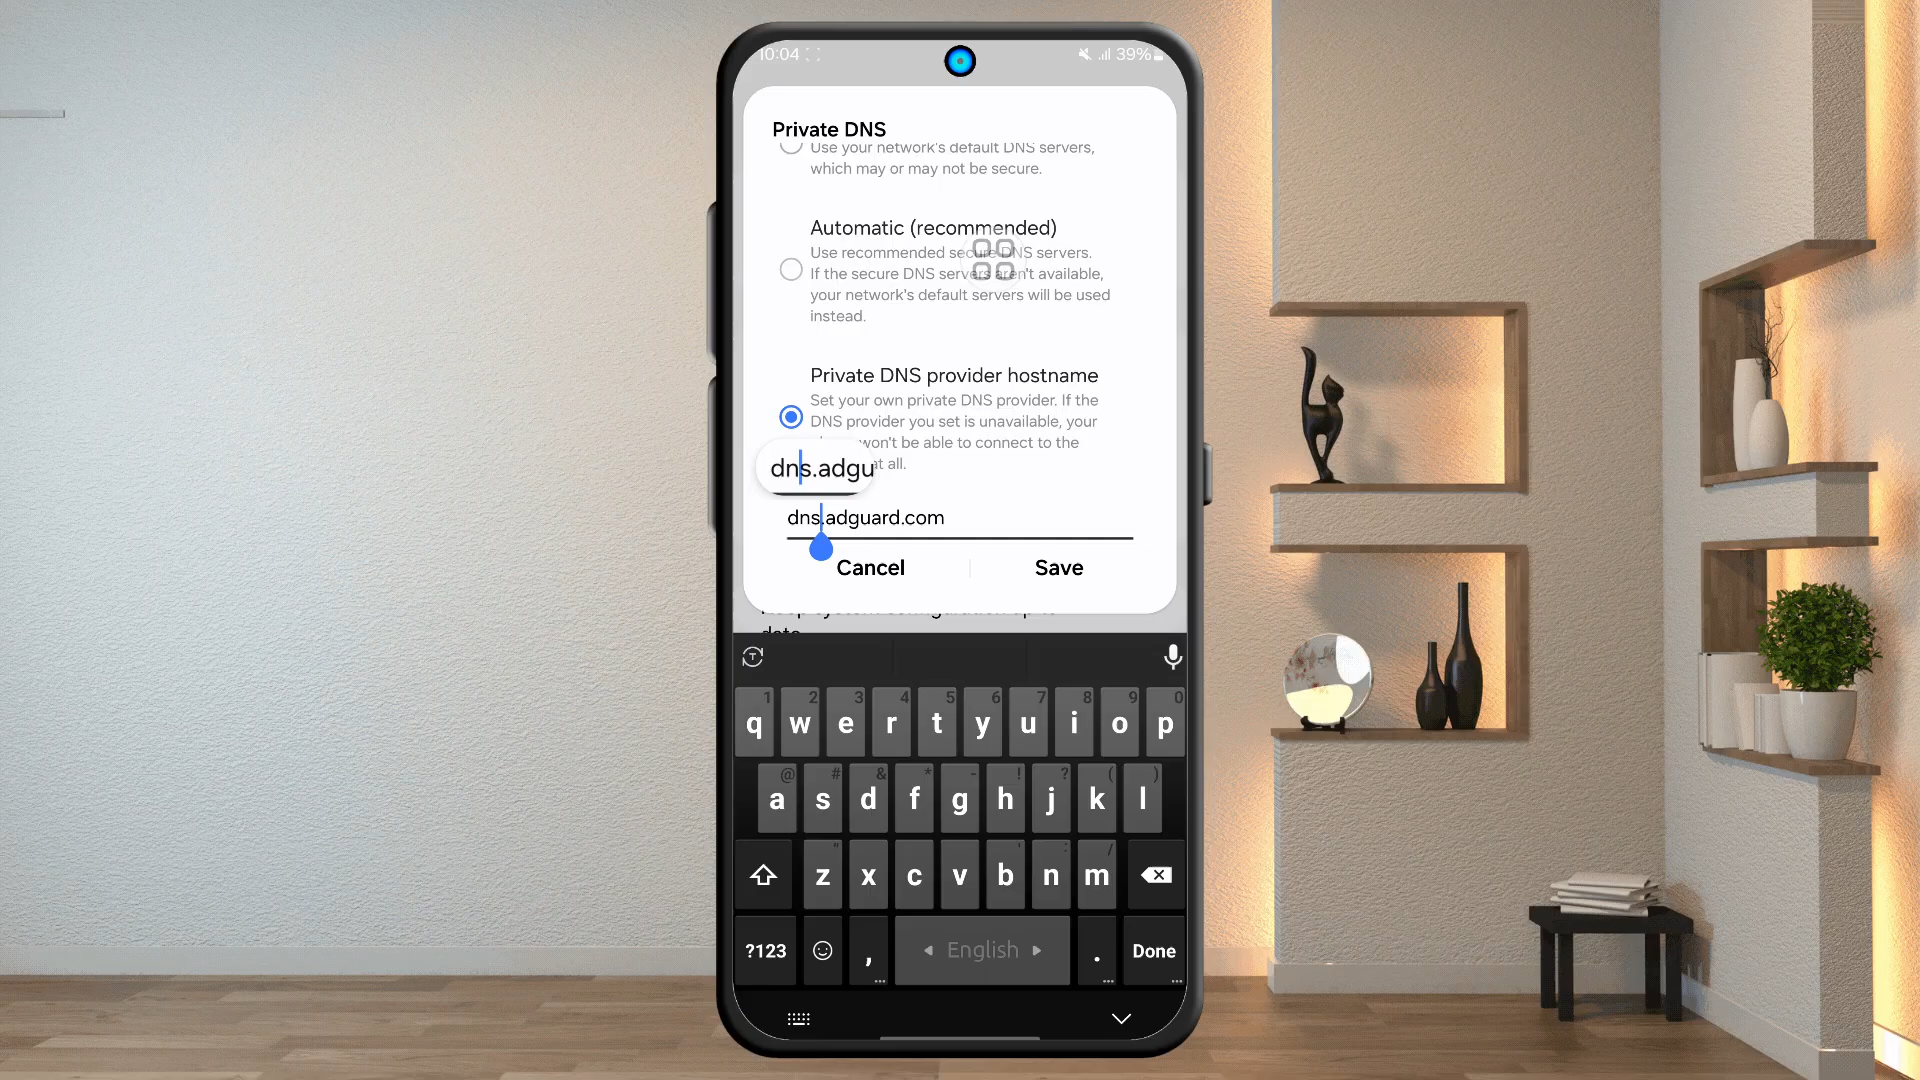 10:04
39%
Private DNS
Use your network's default DNS servers,
which may or may not be secure.
Automatic (recommended)
Use recommended secure DNS servers.
If the secure DNS servers aren't available,
your network's default servers will be used
instead.
Private DNS provider hostname
Set your own private DNS provider. If the
DNS provider you set is unavailable, your
won't be able to connect to the
at all.
dns.adgu
dns.adguard.com
Cancel
Save
1 2 3 4 5 6 7 8 9 0
q w e r t y u i o p
@ # & * - ! ? ( )
a s d f g h j k l
" ' : /
z x c v b n m
?123 , English . Done